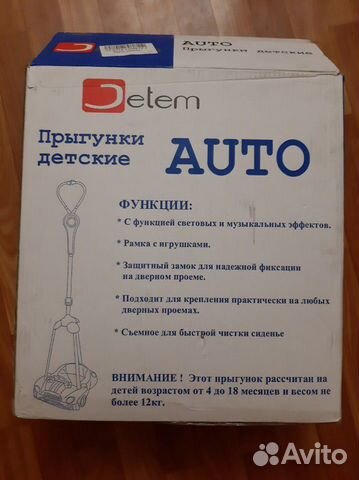 AUTO
Прыгунки детские
Jetem
Прыгунки
детские
AUTO
ФУНКЦИИ:
* С функцией световых и музыкальных эффектов.
* Рамка с игрушками.
* Защитный замок для надежной фиксации
на дверном проеме.
* Подходит для крепления практически на любых
дверных проемах.
* Съемное для быстрой чистки сиденье
ВНИМАНИЕ ! Этот прыгунок рассчитан на
детей возрастом от 4 до 18 месяцев и весом не
более 12кг.
Avito